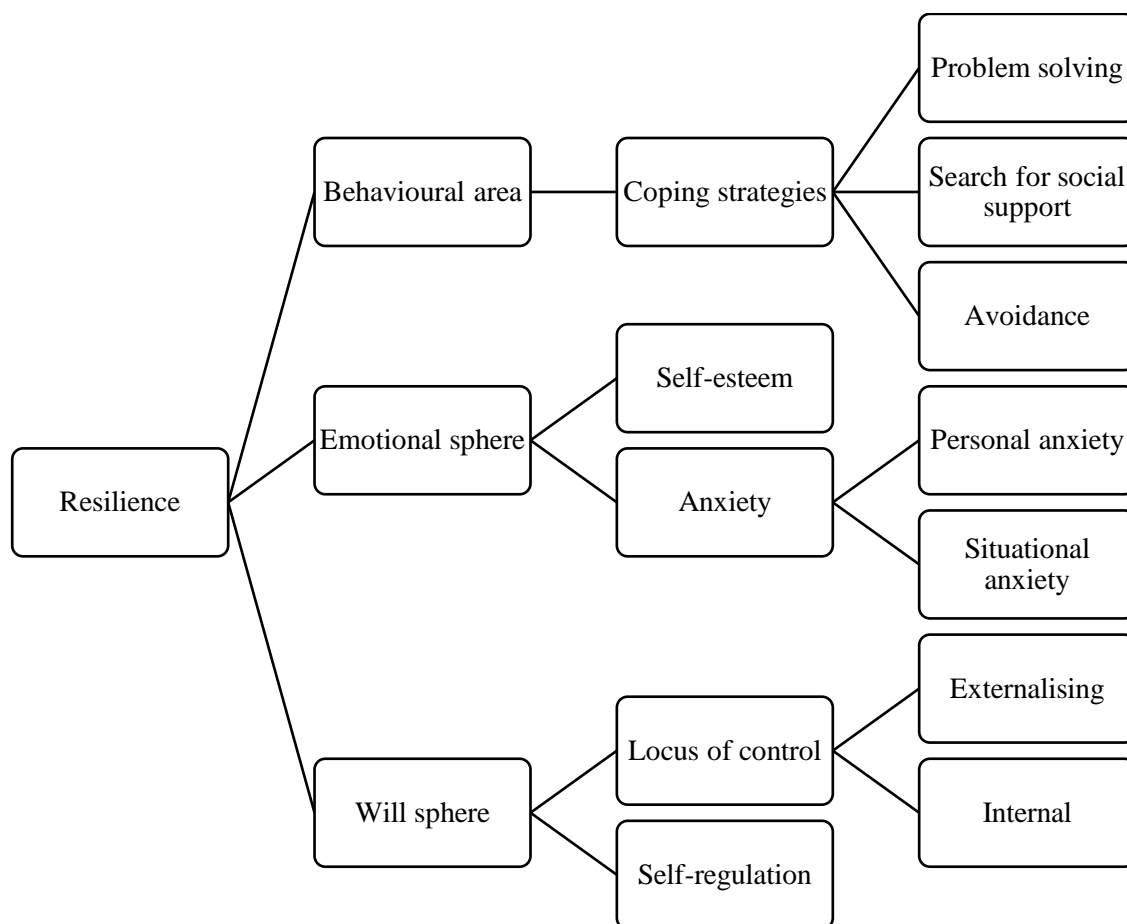 Problem solving
Behavioural area
Coping strategies
Search for social
support
Avoidance
Self-esteem
Emotional sphere
Personal anxiety
Resilience
Anxiety
Situational
anxiety
Externalising
Locus of control
Will sphere
Internal
Self-regulation